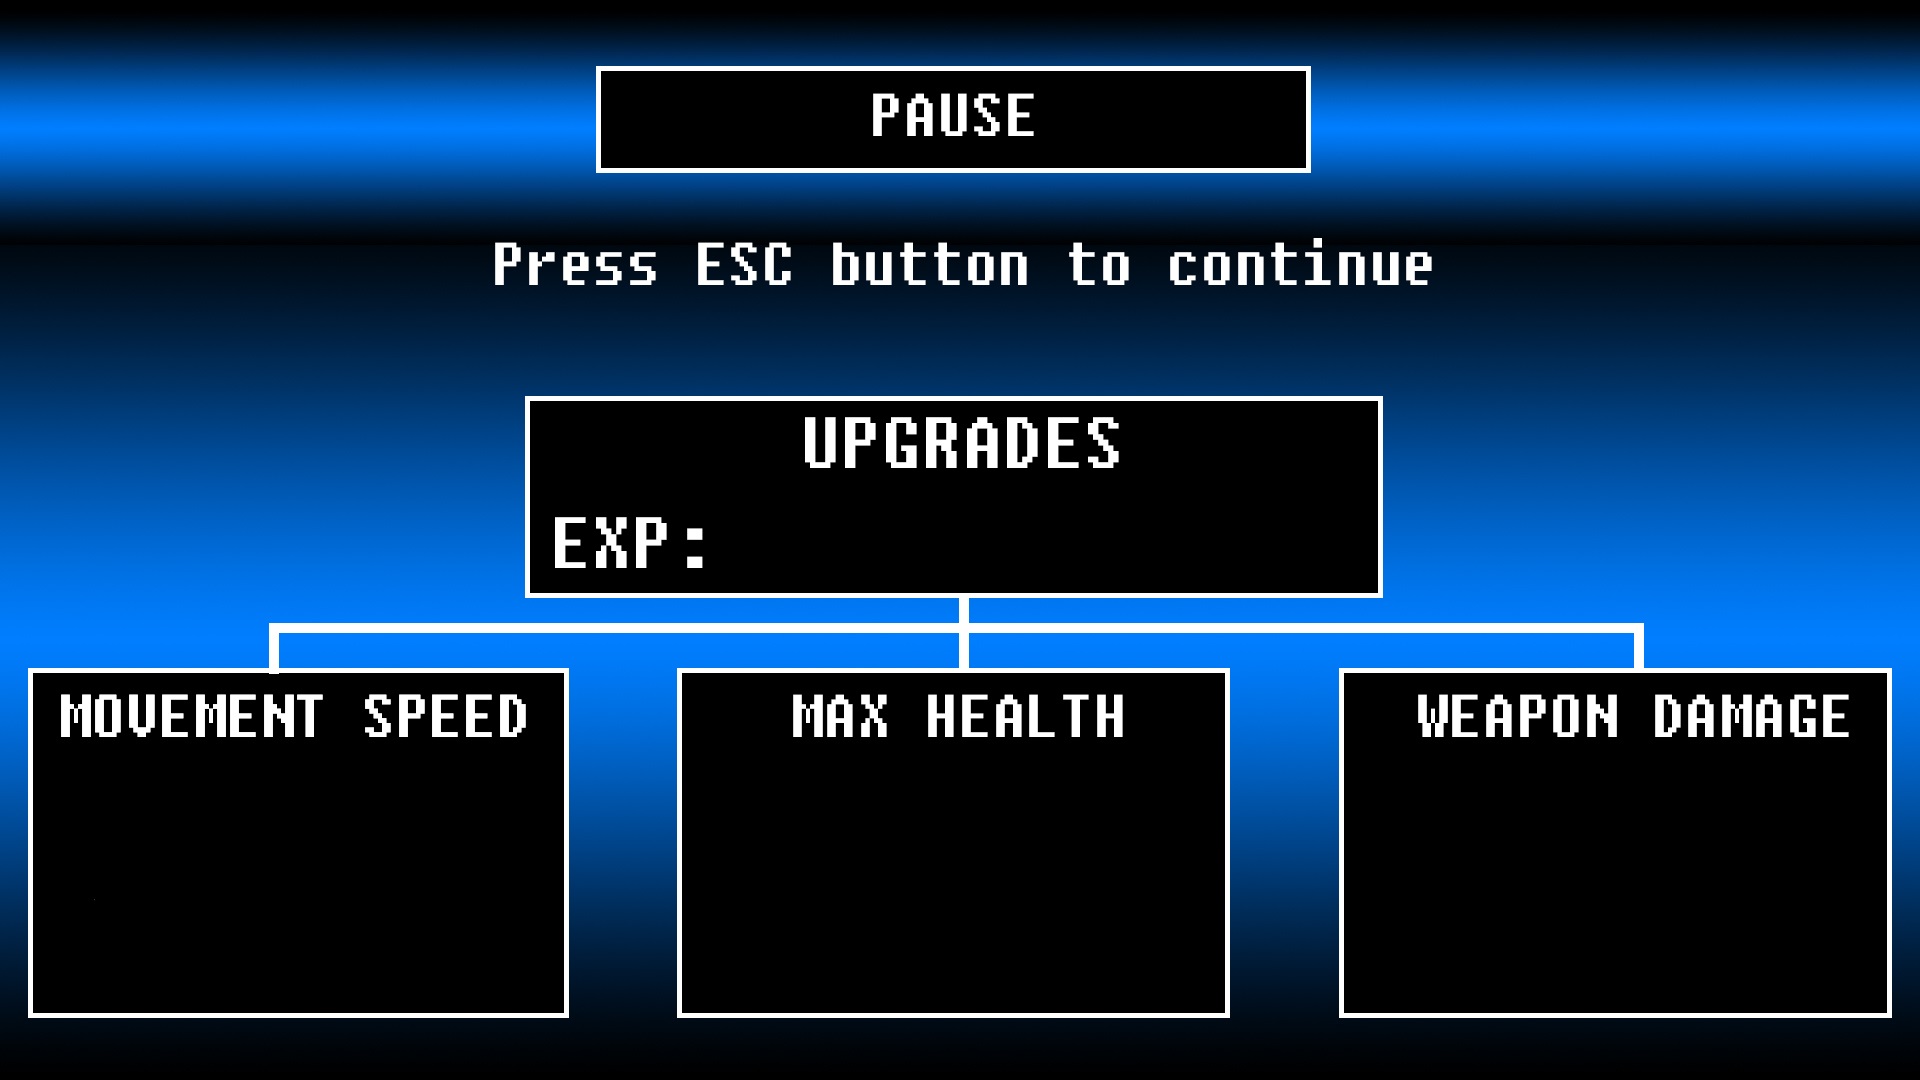 PAUSE
Press ESC button to continue
UPGRADES
EXP:
MOVEMENT SPEED
MAX HEALTH
WEAPON DAMAGE